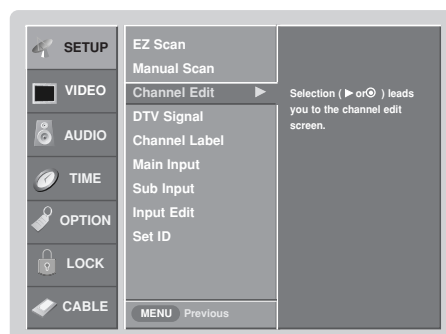 SETUP
VIDEO
AUDIO
TIME
OPTION
LOCK
CABLE
EZ Scan
Manual Scan
Channel Edit ▶
DTV Signal
Channel Label
Main Input
Sub Input
Input Edit
Set ID
MENU Previous
Selection ( ▶ or◉ ) leads
you to the channel edit
screen.